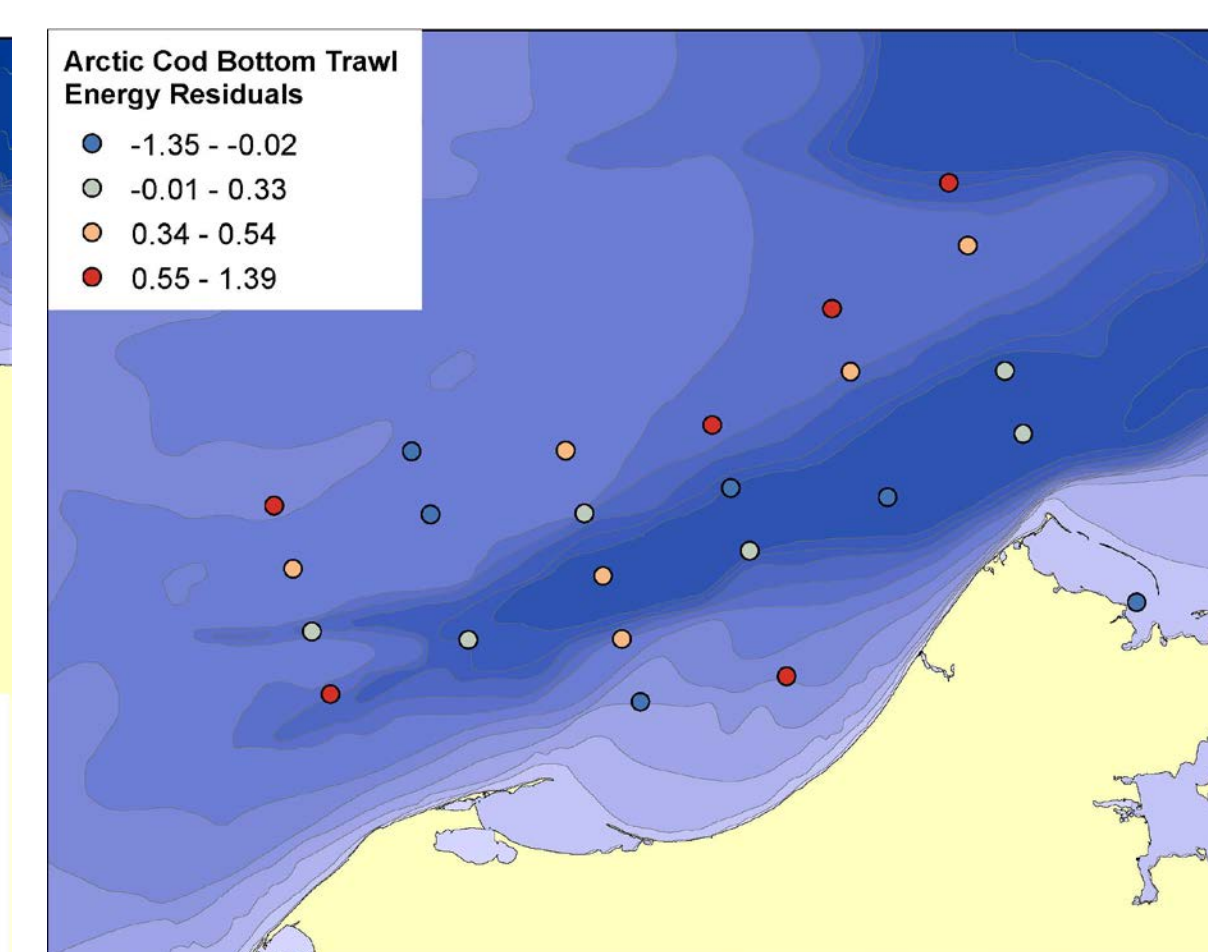 Arctic Cod Bottom Trawl
Energy Residuals
-1.35 - -0.02
-0.01 - 0.33
0.34 - 0.54
0.55 - 1.39